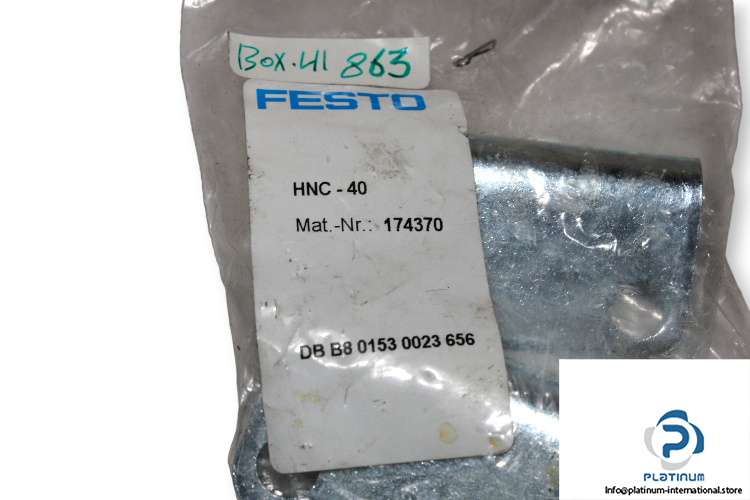 BOX.41 863
FESTO
HNC - 40
Mat.-Nr.: 174370
DB B8 0153 0023 656
PLATINUM
Info@platinum-international.store